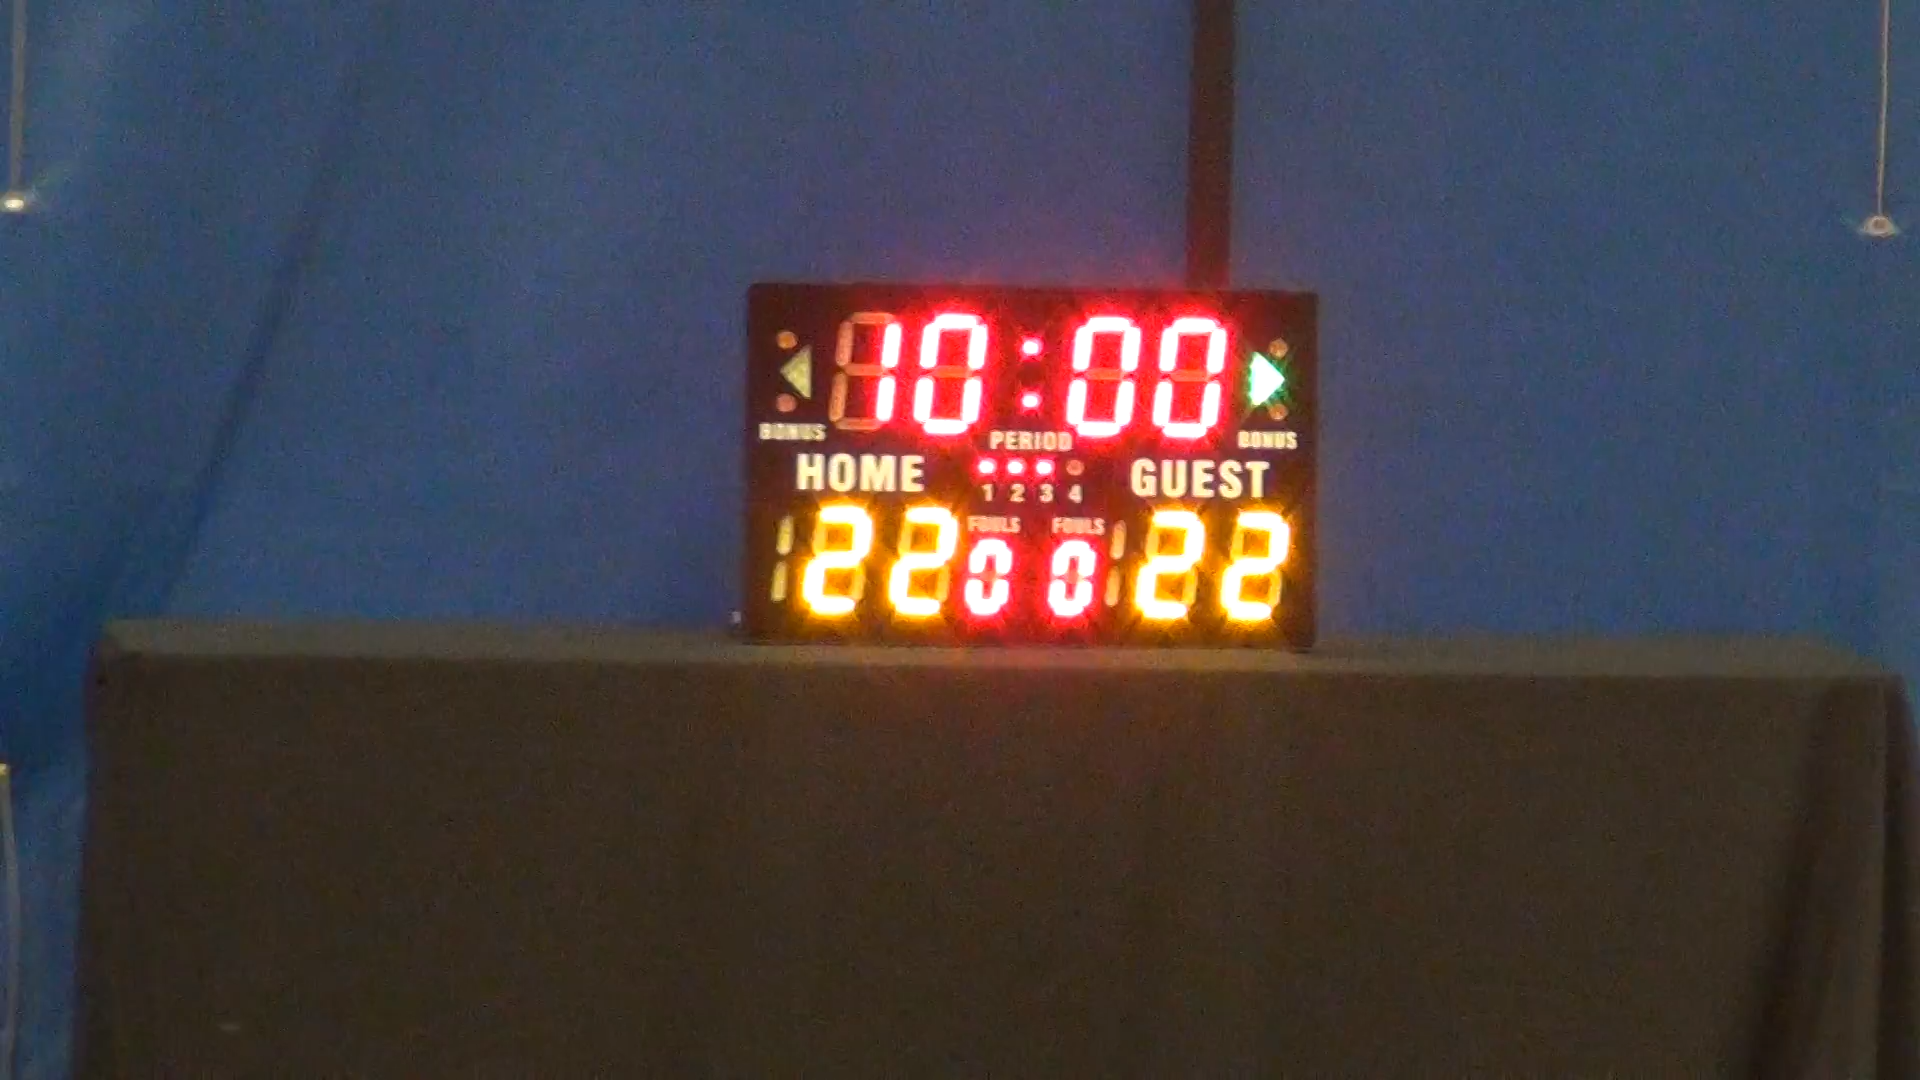 10:00
BONUS PERIOD BONUS
HOME 1 2 3 4 GUEST
FOULS FOULS
22 0 0 22